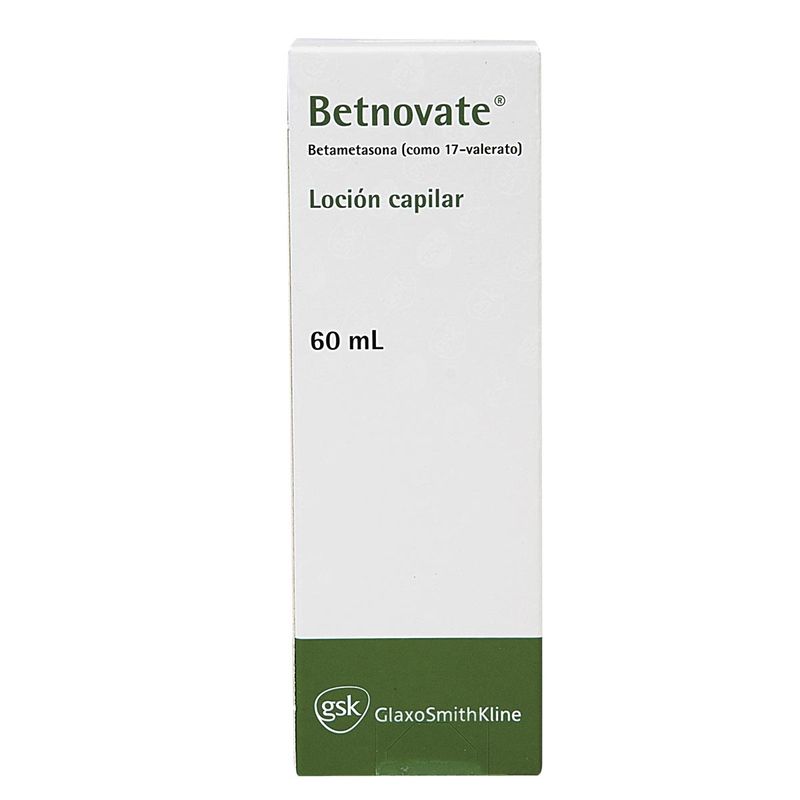 Betnovate®
Betametasona (como 17-valerato)
Loción capilar
60 mL
gsk GlaxoSmithKline